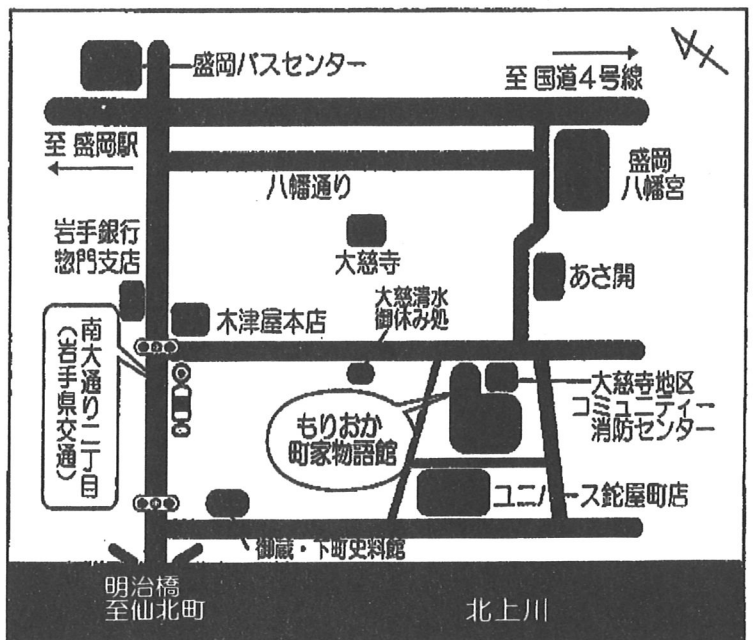 盛岡バスセンター
至 国道4号線
至 盛岡駅
八幡通り
盛岡
八幡宮
岩手銀行
惣門支店
大慈寺
あさ開
大慈清水
御休み処
木津屋本店
南大通り二丁目
(岩手県交通)
もりおか
町家物語館
大慈寺地区
コミュニティー
消防センター
ユニバース鉈屋町店
御蔵・下町史料館
明治橋
至仙北町
北上川